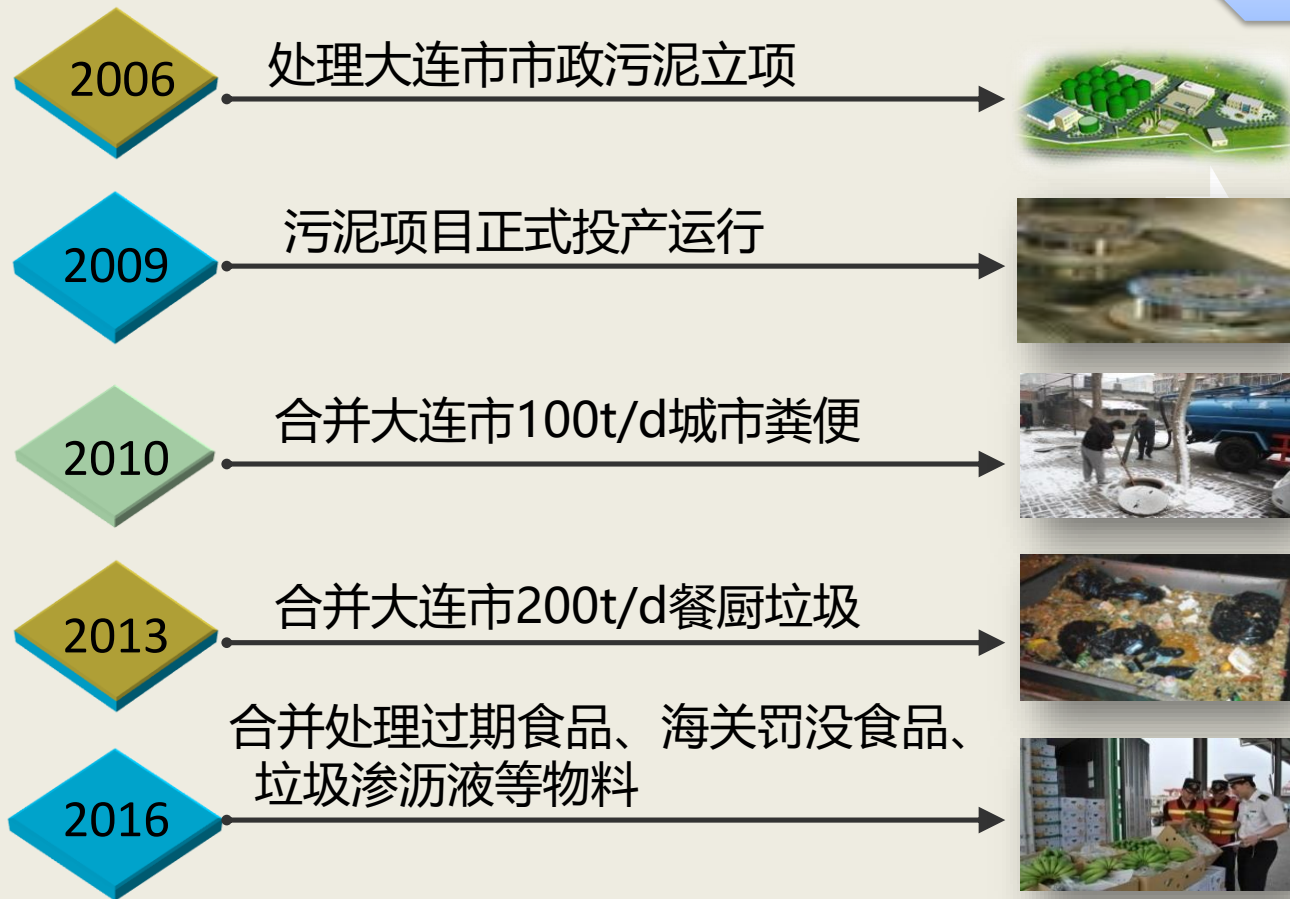 2006
处理大连市市政污泥立项
2009
污泥项目正式投产运行
2010
合并大连市100t/d城市粪便
2013
合并大连市200t/d餐厨垃圾
2016
合并处理过期食品、海关罚没食品、
垃圾渗沥液等物料